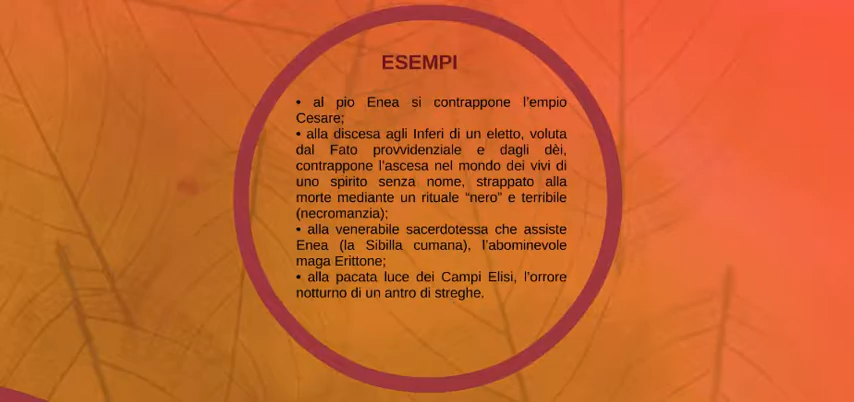 ESEMPI
• al pio Enea si contrappone l'empio
Cesare;
• alla discesa agli Inferi di un eletto, voluta
dal Fato provvidenziale e dagli dèi,
contrappone l'ascesa nel mondo dei vivi di
uno spirito senza nome, strappato alla
morte mediante un rituale "nero" e terribile
(necromanzia);
• alla venerabile sacerdotessa che assiste
Enea (la Sibilla cumana), l'abominevole
maga Erittone;
• alla pacata luce dei Campi Elisi, l'orrore
notturno di un antro di streghe.